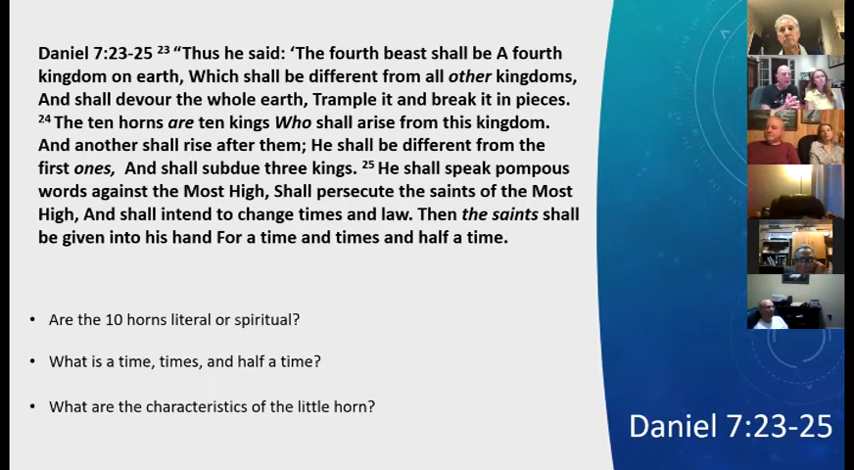 Daniel 7:23-25 23 “Thus he said: ‘The fourth beast shall be A fourth
kingdom on earth, Which shall be different from all other kingdoms,
And shall devour the whole earth, Trample it and break it in pieces.
24 The ten horns are ten kings Who shall arise from this kingdom.
And another shall rise after them; He shall be different from the
first ones, And shall subdue three kings. 25 He shall speak pompous
words against the Most High, Shall persecute the saints of the Most
High, And shall intend to change times and law. Then the saints shall
be given into his hand For a time and times and half a time.
• Are the 10 horns literal or spiritual?
• What is a time, times, and half a time?
• What are the characteristics of the little horn?
Daniel 7:23-25